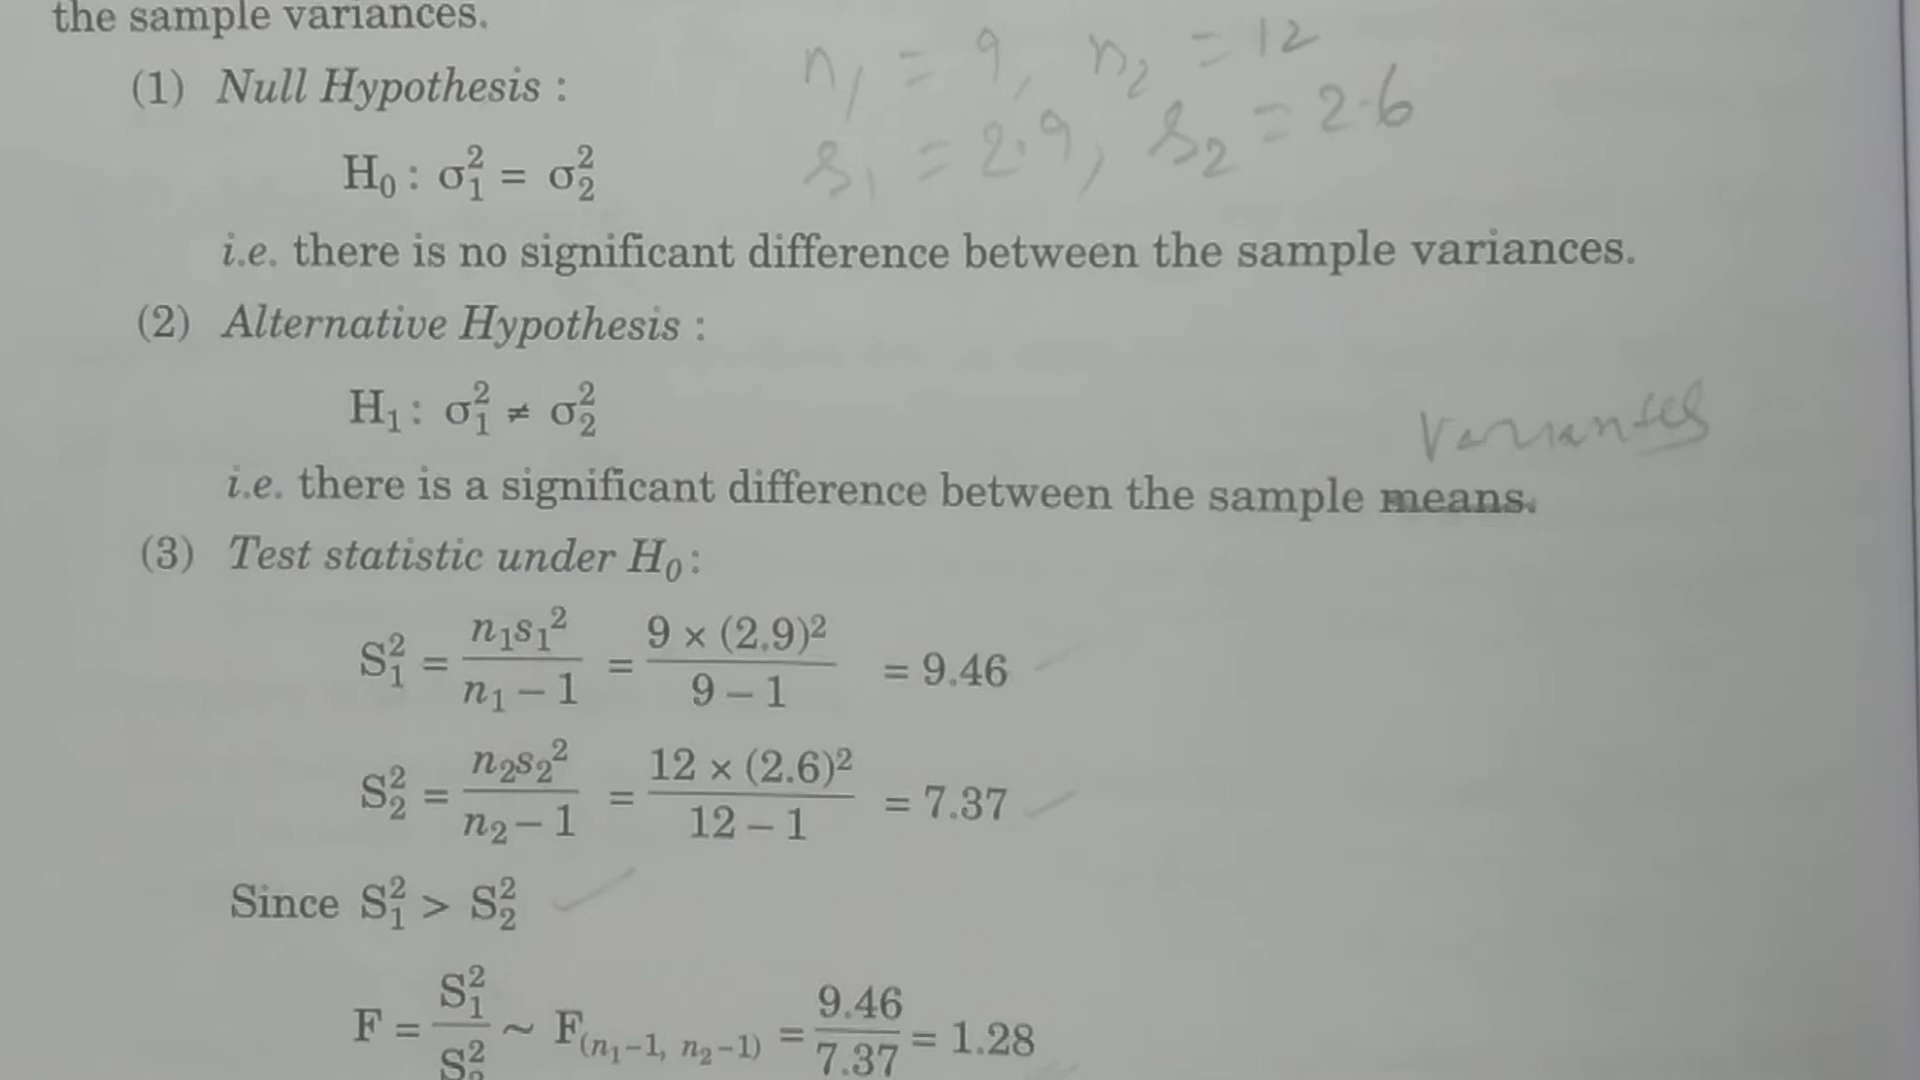 the sample variances.
n₁ = 9, n₂ = 12
(1) Null Hypothesis :
s₁ = 2.9, s₂ = 2.6
H₀ : σ₁² = σ₂²
i.e. there is no significant difference between the sample variances.
(2) Alternative Hypothesis :
H₁ : σ₁² ≠ σ₂²
Variances
i.e. there is a significant difference between the sample means.
(3) Test statistic under H₀ :
S₁² = n₁s₁² / n₁ – 1 = 9 × (2.9)² / 9 – 1 = 9.46
S₂² = n₂s₂² / n₂ – 1 = 12 × (2.6)² / 12 – 1 = 7.37
Since S₁² > S₂²
F = S₁² / S₂² ~ F(n₁–1, n₂–1) = 9.46 / 7.37 = 1.28